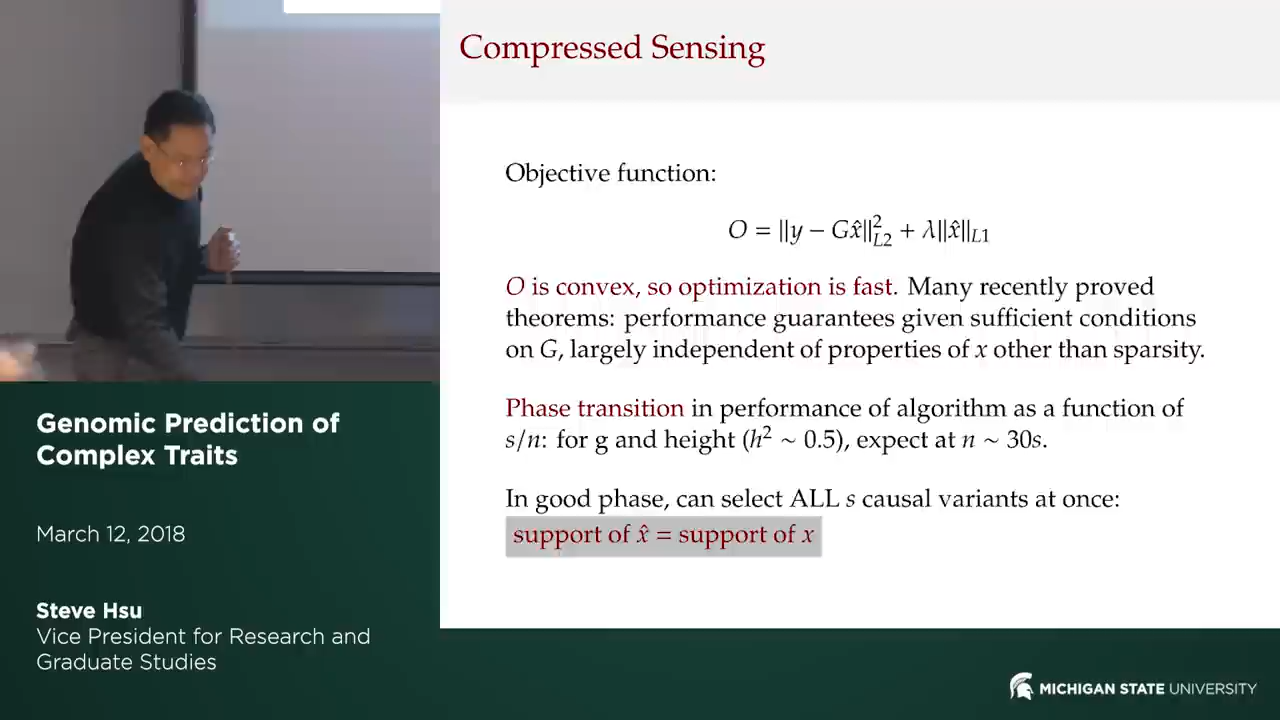 Compressed Sensing
Objective function:
O = ‖y − Gx̂‖²_L2 + λ‖x̂‖_L1
O is convex, so optimization is fast. Many recently proved
theorems: performance guarantees given sufficient conditions
on G, largely independent of properties of x other than sparsity.
Phase transition in performance of algorithm as a function of
s/n: for g and height (h² ~ 0.5), expect at n ~ 30s.
In good phase, can select ALL s causal variants at once:
support of x̂ = support of x
Genomic Prediction of
Complex Traits
March 12, 2018
Steve Hsu
Vice President for Research and
Graduate Studies
MICHIGAN STATE UNIVERSITY